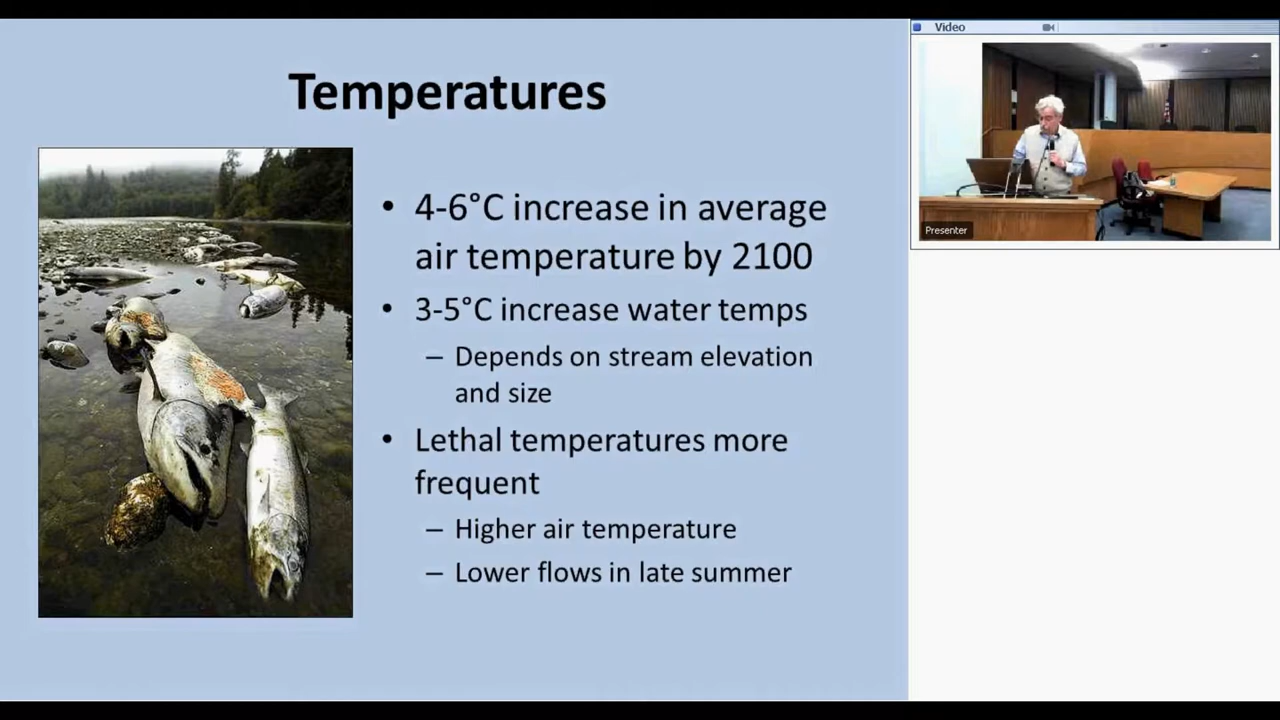 Temperatures
• 4-6°C increase in average
air temperature by 2100
• 3-5°C increase water temps
– Depends on stream elevation
and size
• Lethal temperatures more
frequent
– Higher air temperature
– Lower flows in late summer
Video
Presenter